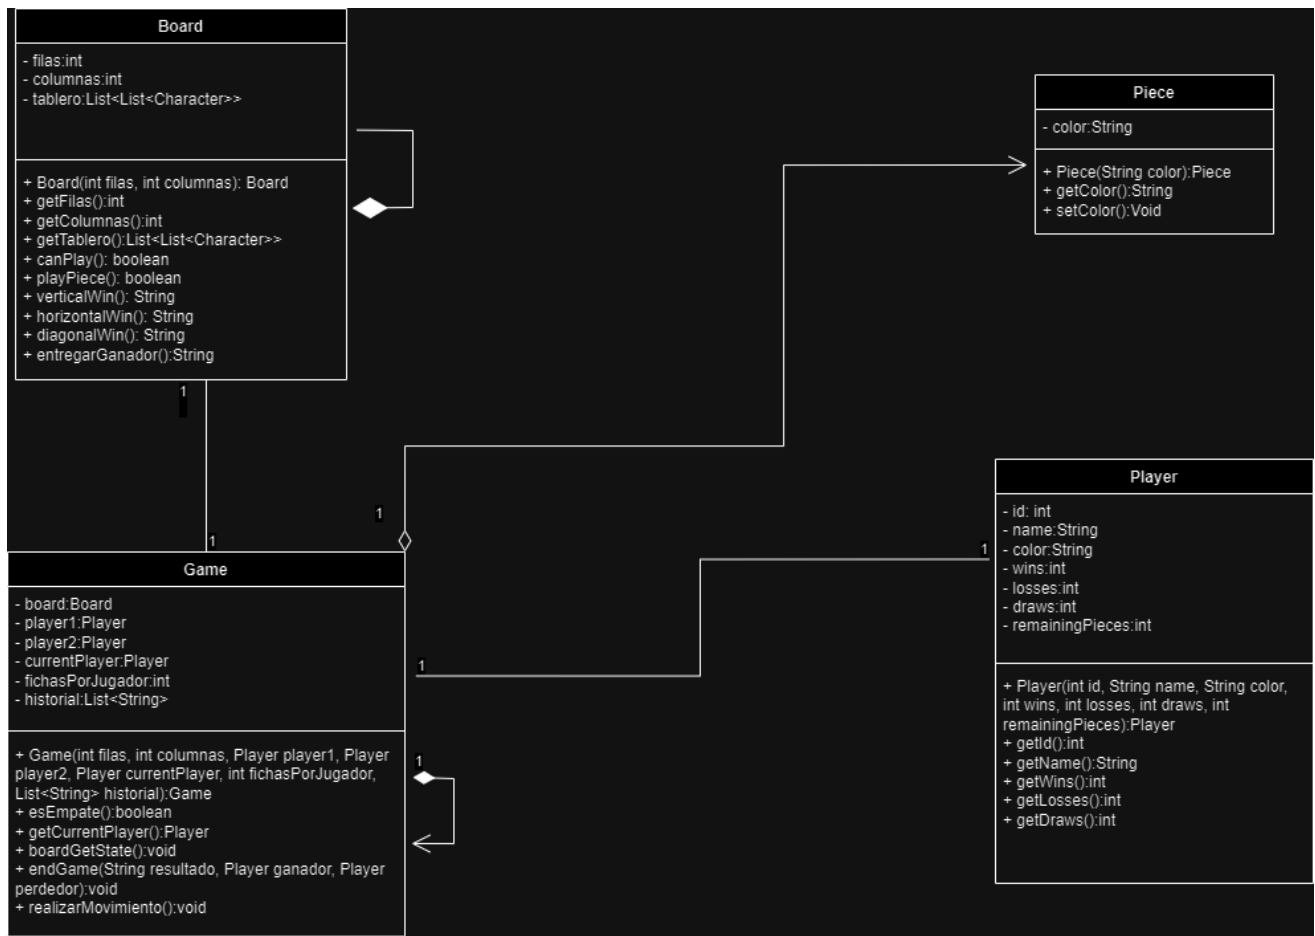 Board
- filas:int
- columnas:int
- tablero:List<List<Character>>
+ Board(int filas, int columnas): Board
+ getFilas():int
+ getColumnas():int
+ getTablero():List<List<Character>>
+ canPlay(): boolean
+ playPiece(): boolean
+ verticalWin(): String
+ horizontalWin(): String
+ diagonalWin(): String
+ entregarGanador():String
1
1
1
Piece
- color:String
+ Piece(String color):Piece
+ getColor():String
+ setColor():Void
Game
- board:Board
- player1:Player
- player2:Player
- currentPlayer:Player
- fichasPorJugador:int
- historial:List<String>
+ Game(int filas, int columnas, Player player1, Player
player2, Player currentPlayer, int fichasPorJugador,
List<String> historial):Game
+ esEmpate():boolean
+ getCurrentPlayer():Player
+ boardGetState():void
+ endGame(String resultado, Player ganador, Player
perdedor):void
+ realizarMovimiento():void
1
1
1
Player
- id: int
- name:String
- color:String
- wins:int
- losses:int
- draws:int
- remainingPieces:int
+ Player(int id, String name, String color,
int wins, int losses, int draws, int
remainingPieces):Player
+ getId():int
+ getName():String
+ getWins():int
+ getLosses():int
+ getDraws():int